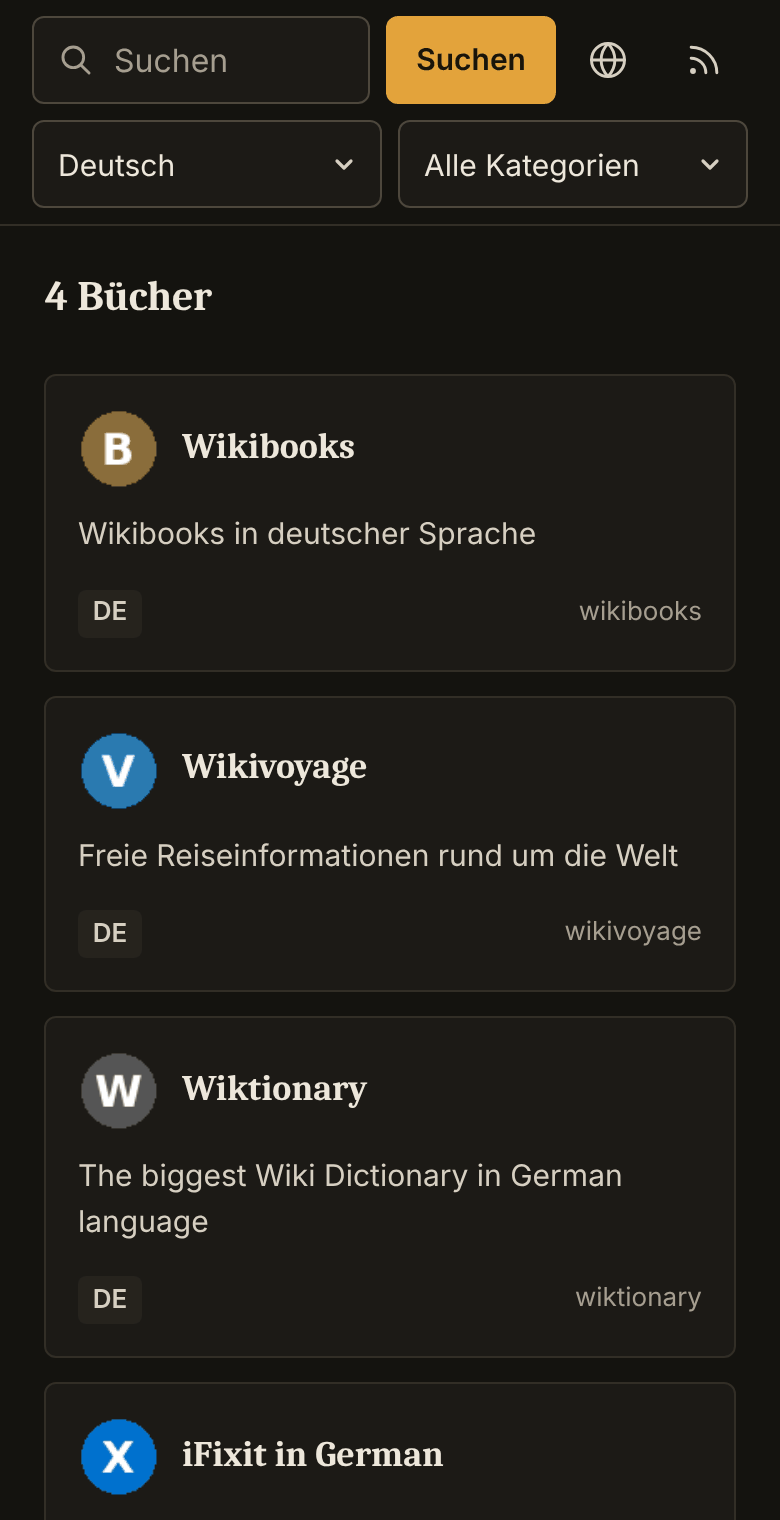 Suchen
Suchen
Deutsch
Alle Kategorien
4 Bücher
B
Wikibooks
Wikibooks in deutscher Sprache
DE
wikibooks
V
Wikivoyage
Freie Reiseinformationen rund um die Welt
DE
wikivoyage
W
Wiktionary
The biggest Wiki Dictionary in German
language
DE
wiktionary
X
iFixit in German